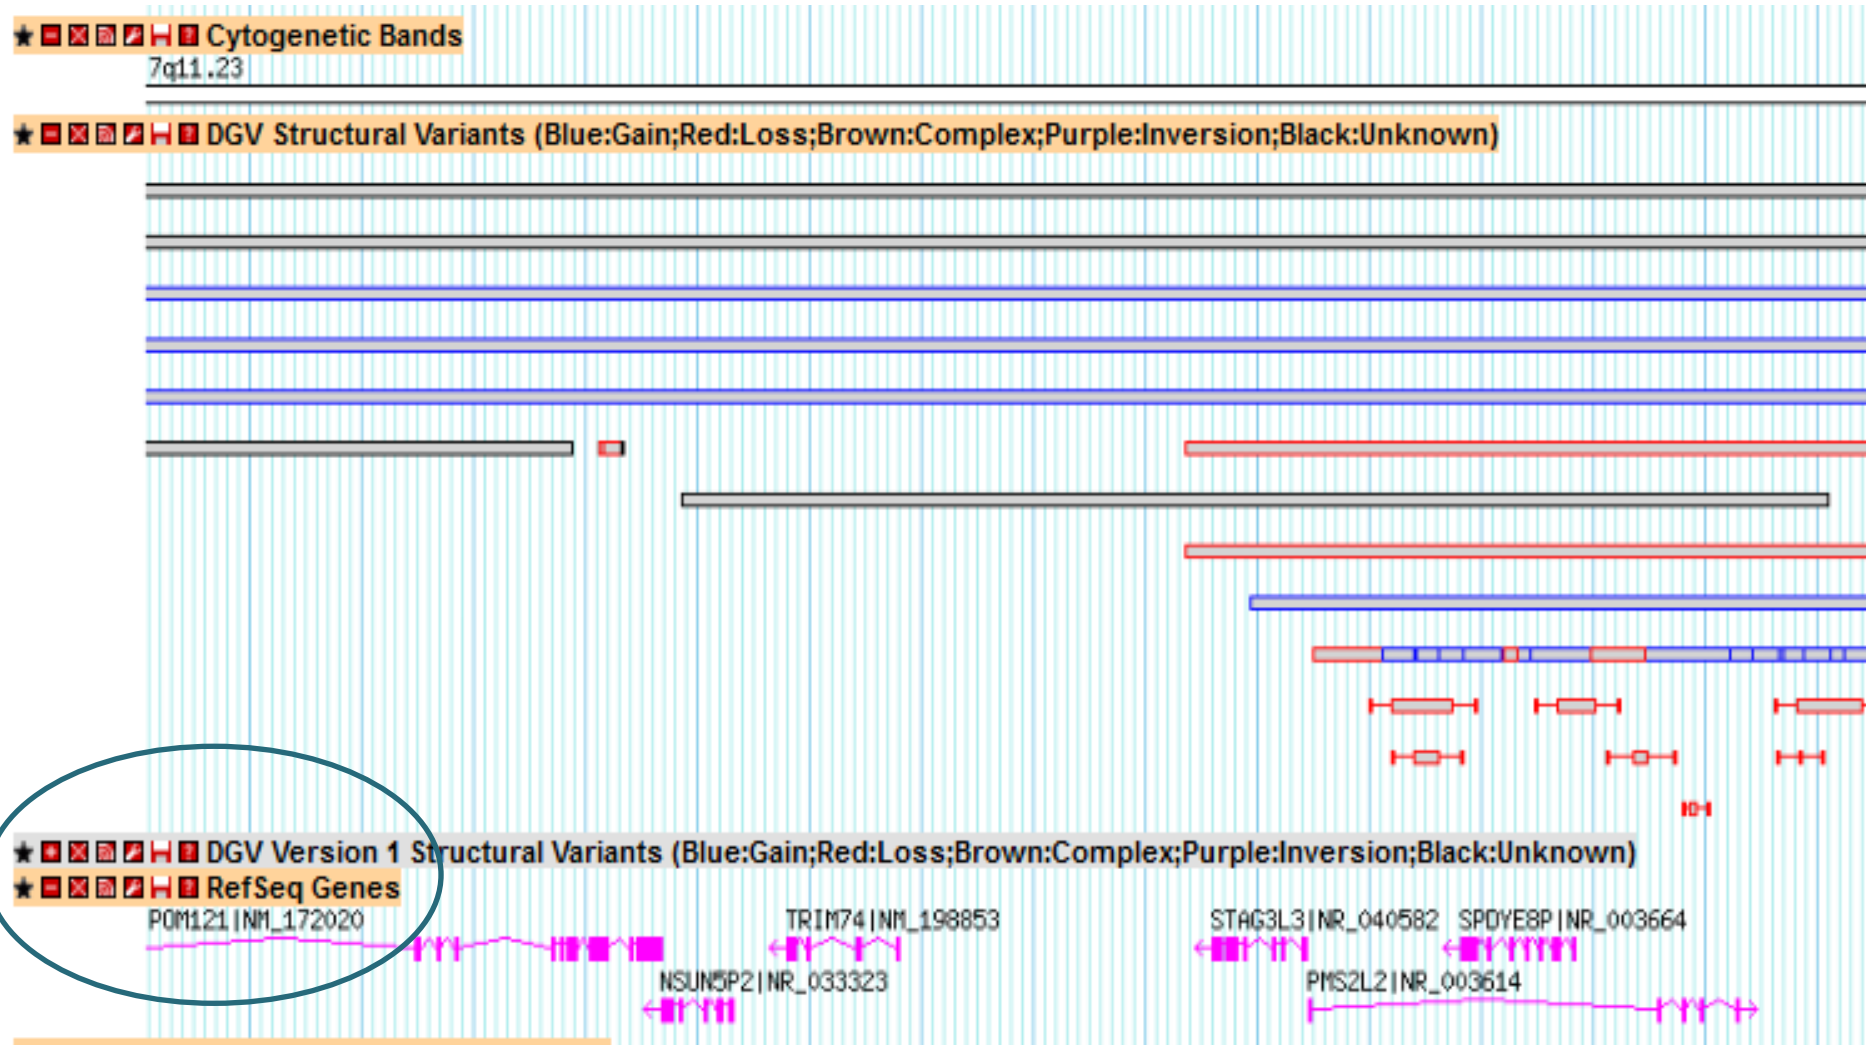 Cytogenetic Bands
7q11.23
DGV Structural Variants (Blue:Gain;Red:Loss;Brown:Complex;Purple:Inversion;Black:Unknown)
DGV Version 1 Structural Variants (Blue:Gain;Red:Loss;Brown:Complex;Purple:Inversion;Black:Unknown)
RefSeq Genes
POM121|NM_172020 TRIM74|NM_198853 STAG3L3|NR_040582 SPDYE8P|NR_003664
NSUN5P2|NR_033323 PMS2L2|NR_003614